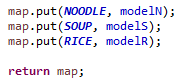 map.put(NOODLE, modelN);
map.put(SOUP, modelS);
map.put(RICE, modelR);
return map;